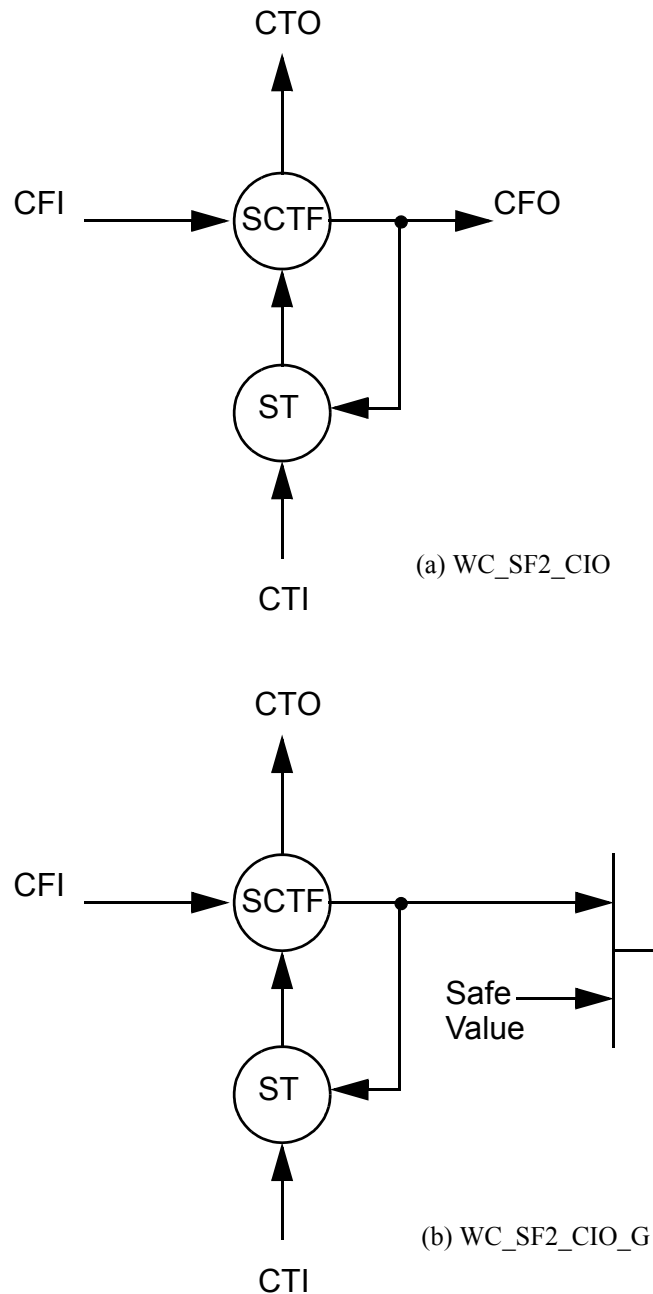 CTO
CFI
SCTF
CFO
ST
(a) WC_SF2_CIO
CTI
CTO
CFI
SCTF
Safe
Value
ST
(b) WC_SF2_CIO_G
CTI